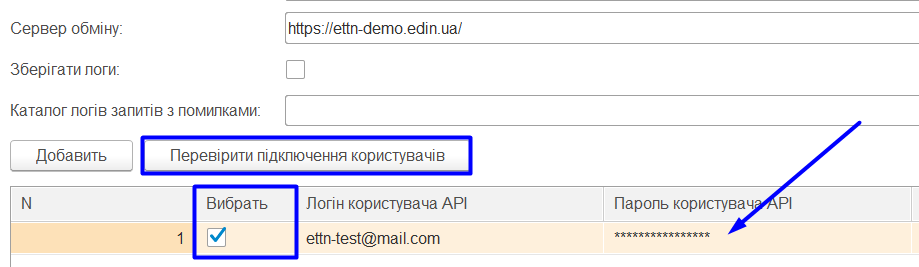 Сервер обміну: https://ettn-demo.edin.ua/
Зберігати логи:
Каталог логів запитів з помилками:
Добавить Перевірити підключення користувачів
N Вибрать Логін користувача API Пароль користувача API
1 ettn-test@mail.com ****************